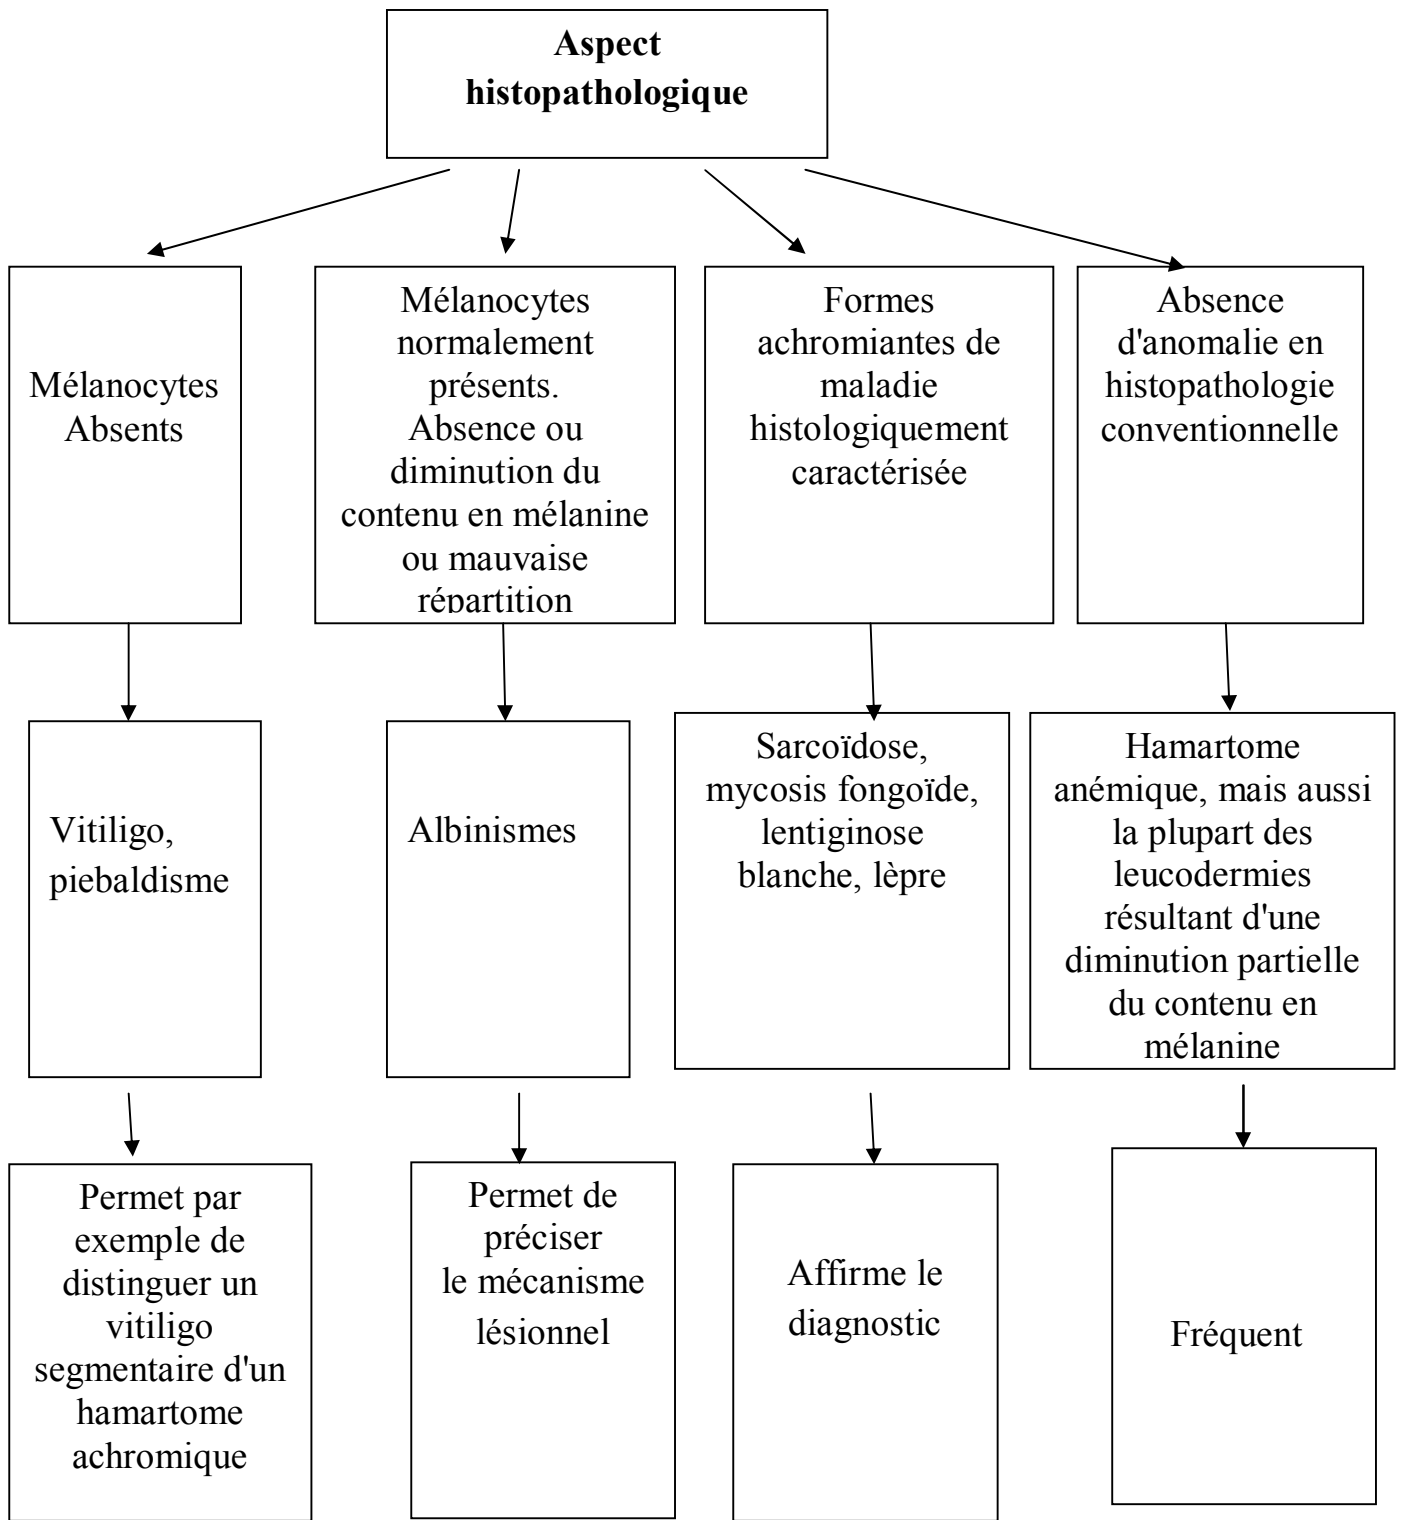 Aspect
histopathologique
Mélanocytes
Absents
Mélanocytes
normalement
présents.
Absence ou
diminution du
contenu en mélanine
ou mauvaise
répartition
Formes
achromiantes de
maladie
histologiquement
caractérisée
Absence
d'anomalie en
histopathologie
conventionnelle
Vitiligo,
piebaldisme
Albinismes
Sarcoïdose,
mycosis fongoïde,
lentiginose
blanche, lèpre
Hamartome
anémique, mais aussi
la plupart des
leucodermies
résultant d'une
diminution partielle
du contenu en
mélanine
Permet par
exemple de
distinguer un
vitiligo
segmentaire d'un
hamartome
achromique
Permet de
préciser
le mécanisme
lésionnel
Affirme le
diagnostic
Fréquent